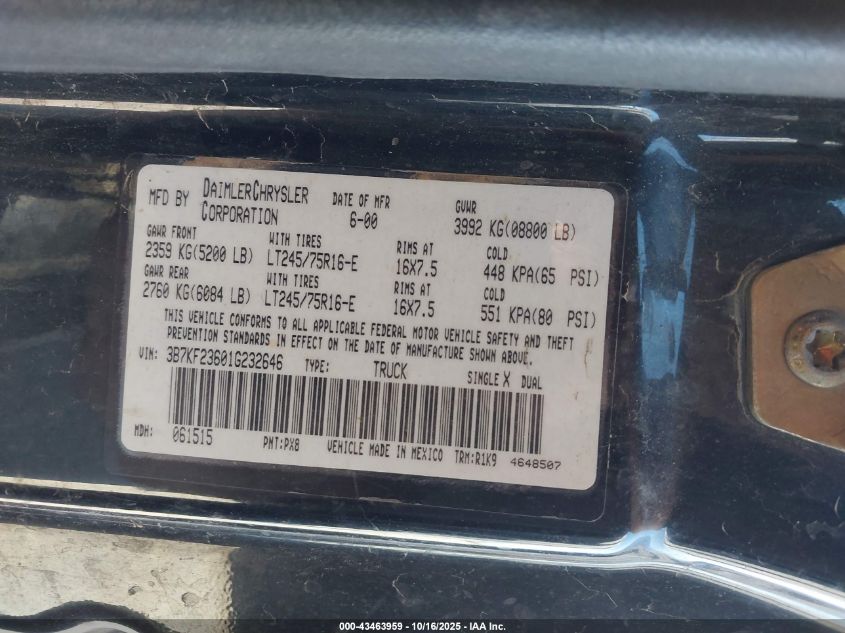 MFD BY DAIMLERCHRYSLER CORPORATION DATE OF MFR 6-00 GVWR 3992 KG(08800 LB)
GAWR FRONT WITH TIRES RIMS AT COLD
2359 KG(5200 LB) LT245/75R16-E 16X7.5 448 KPA(65 PSI)
GAWR REAR WITH TIRES RIMS AT COLD
2760 KG(6084 LB) LT245/75R16-E 16X7.5 551 KPA(80 PSI)
THIS VEHICLE CONFORMS TO ALL APPLICABLE FEDERAL MOTOR VEHICLE SAFETY AND THEFT
PREVENTION STANDARDS IN EFFECT ON THE DATE OF MANUFACTURE SHOWN ABOVE.
VIN: 3B7KF23601G232646 TYPE: TRUCK SINGLE X DUAL
MDH: 061515 PNT:PX8 VEHICLE MADE IN MEXICO TRM:R1K9 4648507
000-43463959 | 10/16/2025 - IAA Inc.